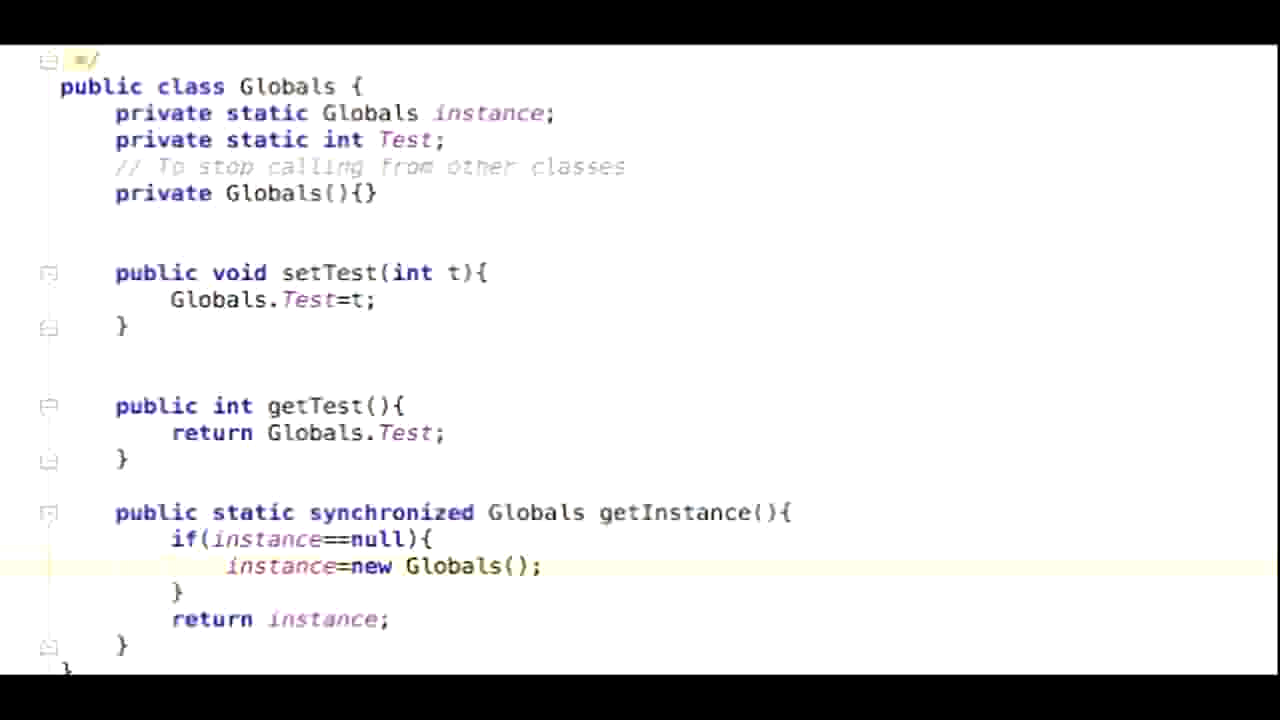 */
public class Globals {
private static Globals instance;
private static int Test;
// To stop calling from other classes
private Globals(){}
public void setTest(int t){
Globals.Test=t;
}
public int getTest(){
return Globals.Test;
}
public static synchronized Globals getInstance(){
if(instance==null){
instance=new Globals();
}
return instance;
}
}